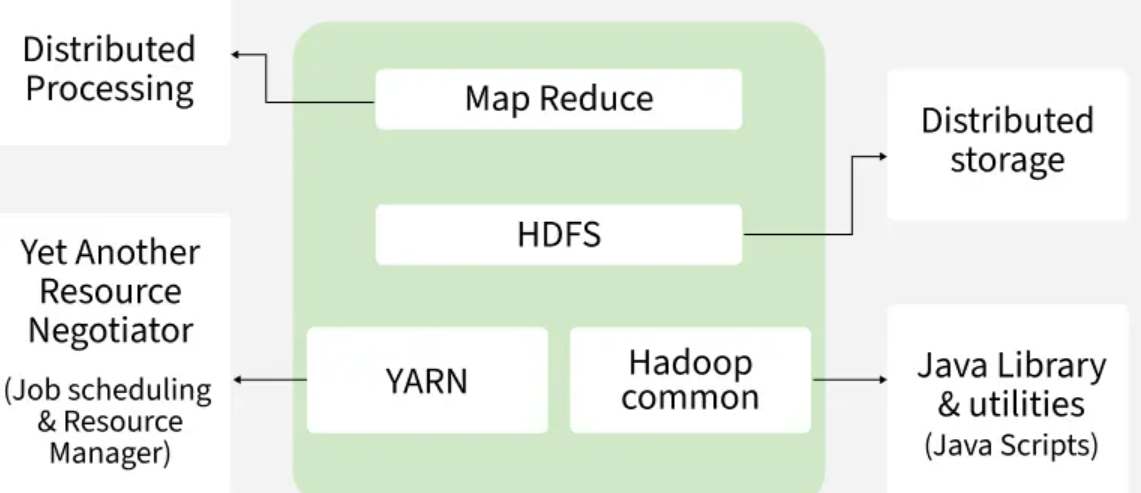 Distributed
Processing
Map Reduce
Distributed
storage
HDFS
Yet Another
Resource
Negotiator
(Job scheduling
& Resource
Manager)
YARN
Hadoop
common
Java Library
& utilities
(Java Scripts)